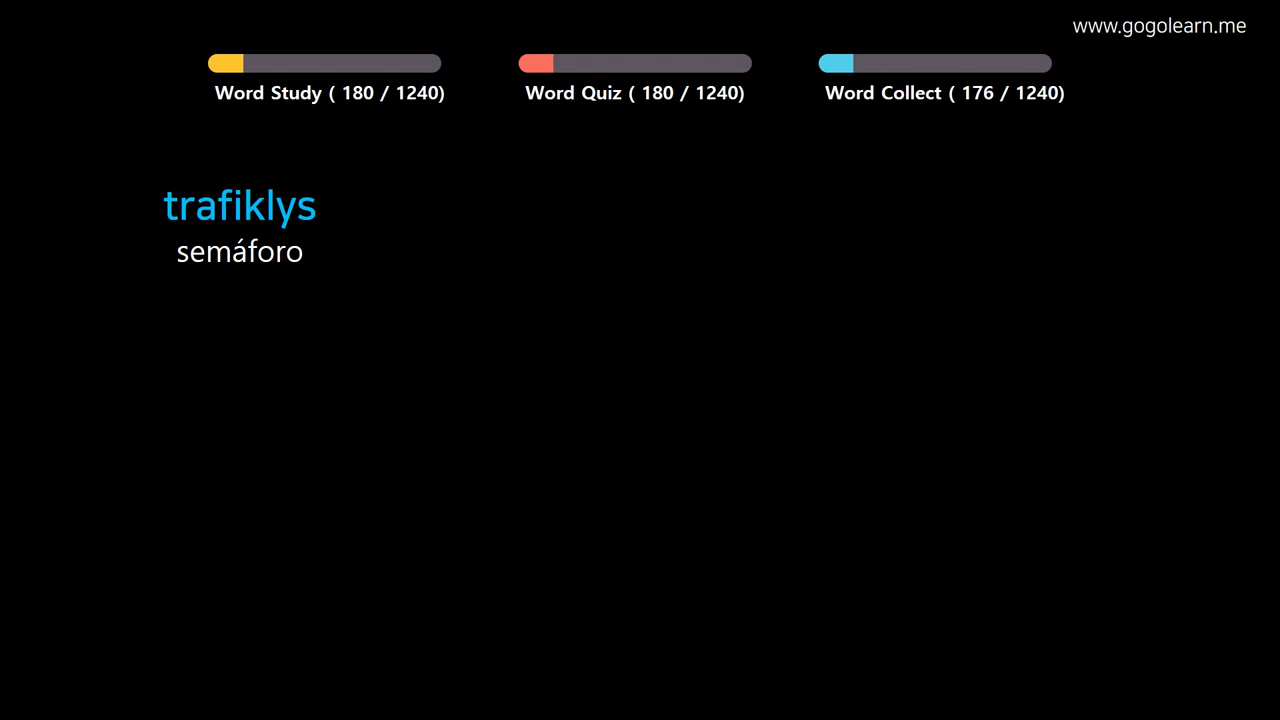 www.gogolearn.me
Word Study ( 180 / 1240)
Word Quiz ( 180 / 1240)
Word Collect ( 176 / 1240)
trafiklys
semáforo